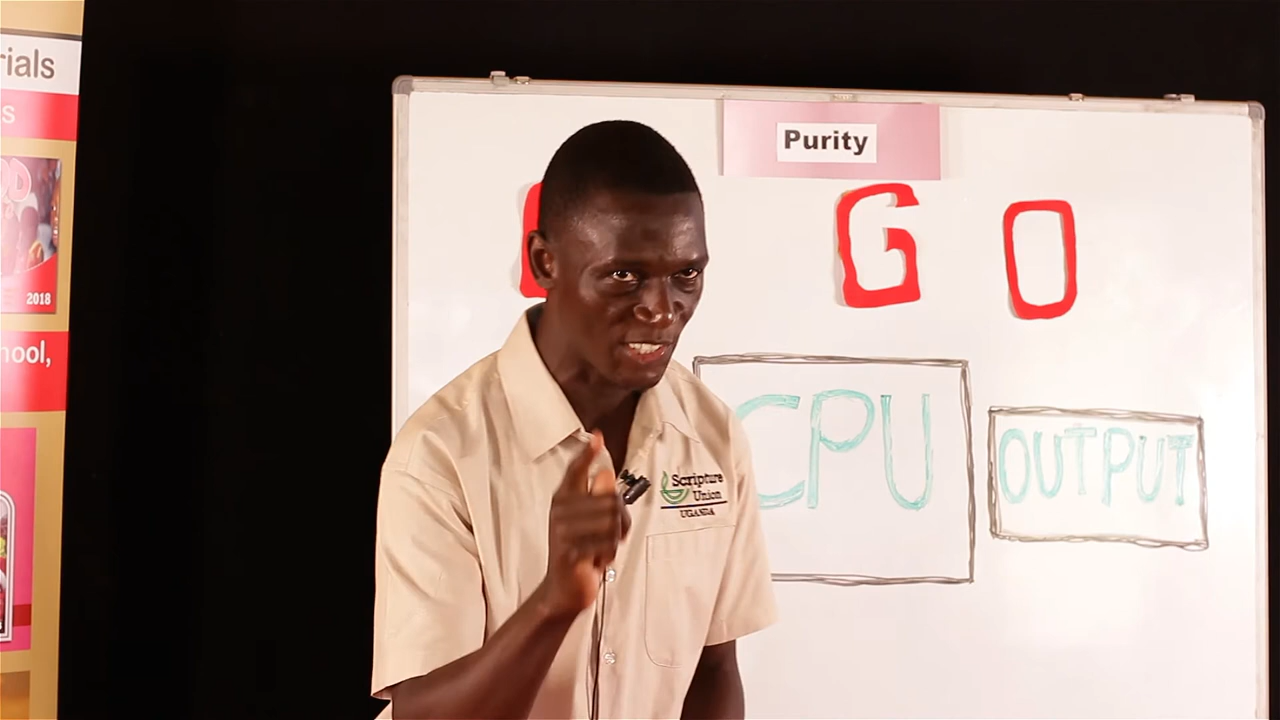 Purity
G O
CPU
OUTPUT
Scripture
Union
UGANDA
rials
s
2018
hool,